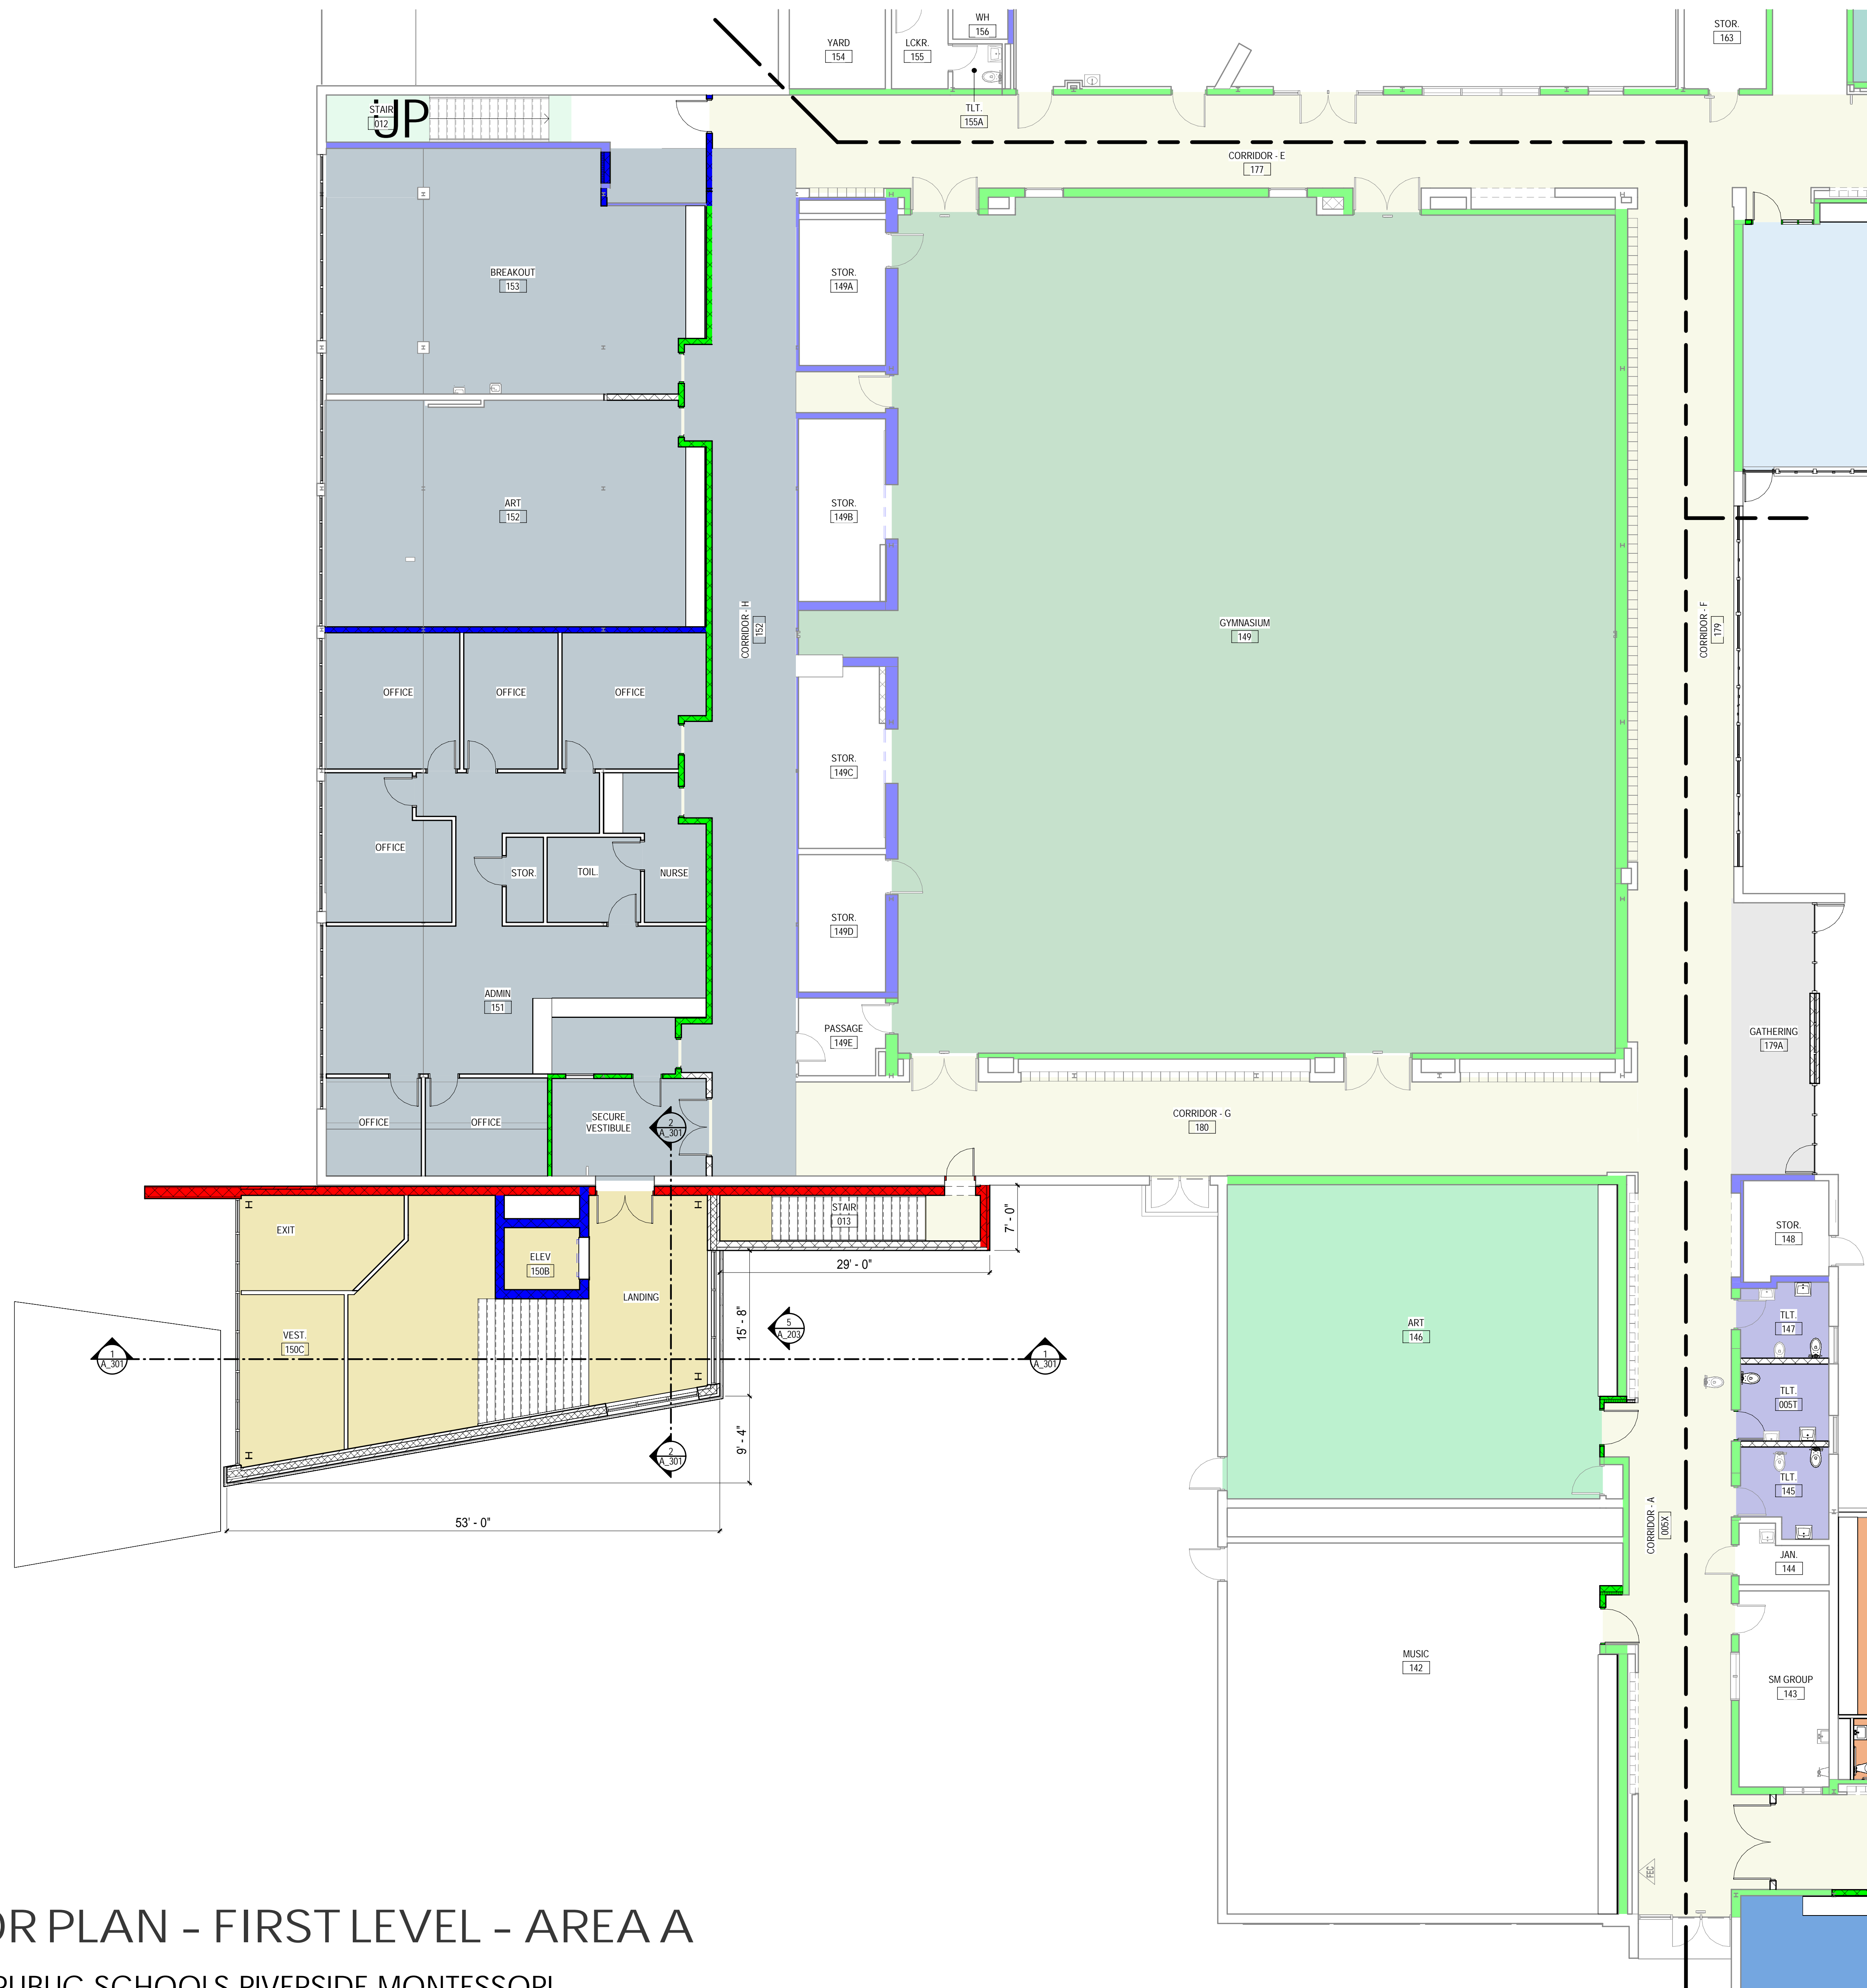 WH
156
STOR.
163
YARD
154
LCKR.
155
TLT.
155A
STAIR
012
UP
CORRIDOR - E
177
BREAKOUT
153
STOR.
149A
ART
152
STOR.
149B
CORRIDOR - H
152
GYMNASIUM
149
CORRIDOR - F
179
OFFICE
OFFICE
OFFICE
STOR.
149C
OFFICE
STOR.
TOIL.
NURSE
STOR.
149D
ADMIN
151
PASSAGE
149E
GATHERING
179A
OFFICE
OFFICE
SECURE
VESTIBULE
2
A_301
CORRIDOR - G
180
EXIT
ELEV
150B
LANDING
STAIR
013
7' - 0"
29' - 0"
STOR.
148
VEST.
150C
15' - 8"
5
A_203
1
A_301
1
A_301
ART
146
TLT.
147
TLT.
005T
9' - 4"
2
A_301
TLT.
145
53' - 0"
CORRIDOR - A
005X
JAN.
144
MUSIC
142
SM GROUP
143
FEC
OR PLAN - FIRST LEVEL - AREA A
PUBLIC SCHOOLS RIVERSIDE MONTESSORI